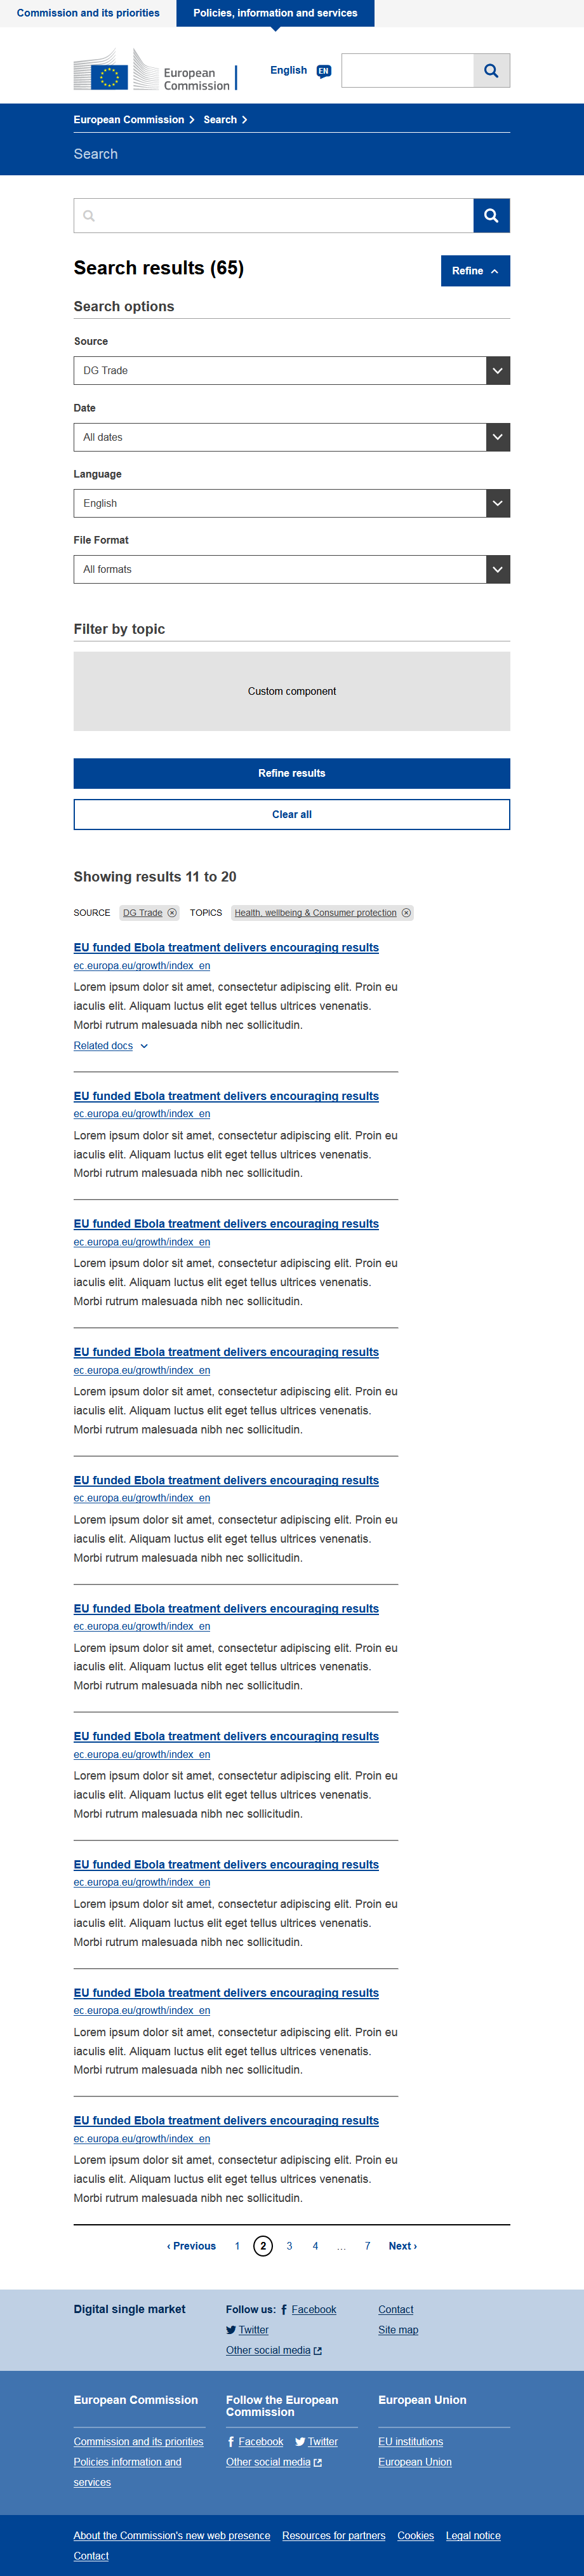 Commission and its priorities
Policies, information and services
European
Commission
English EN
European Commission Search
Search
Search results (65)
Refine
Search options
Source
DG Trade
Date
All dates
Language
English
File Format
All formats
Filter by topic
Custom component
Refine results
Clear all
Showing results 11 to 20
SOURCE DG Trade TOPICS Health, wellbeing & Consumer protection
EU funded Ebola treatment delivers encouraging results
ec.europa.eu/growth/index_en
Lorem ipsum dolor sit amet, consectetur adipiscing elit. Proin eu
iaculis elit. Aliquam luctus elit eget tellus ultrices venenatis.
Morbi rutrum malesuada nibh nec sollicitudin.
Related docs
EU funded Ebola treatment delivers encouraging results
ec.europa.eu/growth/index_en
Lorem ipsum dolor sit amet, consectetur adipiscing elit. Proin eu
iaculis elit. Aliquam luctus elit eget tellus ultrices venenatis.
Morbi rutrum malesuada nibh nec sollicitudin.
EU funded Ebola treatment delivers encouraging results
ec.europa.eu/growth/index_en
Lorem ipsum dolor sit amet, consectetur adipiscing elit. Proin eu
iaculis elit. Aliquam luctus elit eget tellus ultrices venenatis.
Morbi rutrum malesuada nibh nec sollicitudin.
EU funded Ebola treatment delivers encouraging results
ec.europa.eu/growth/index_en
Lorem ipsum dolor sit amet, consectetur adipiscing elit. Proin eu
iaculis elit. Aliquam luctus elit eget tellus ultrices venenatis.
Morbi rutrum malesuada nibh nec sollicitudin.
EU funded Ebola treatment delivers encouraging results
ec.europa.eu/growth/index_en
Lorem ipsum dolor sit amet, consectetur adipiscing elit. Proin eu
iaculis elit. Aliquam luctus elit eget tellus ultrices venenatis.
Morbi rutrum malesuada nibh nec sollicitudin.
EU funded Ebola treatment delivers encouraging results
ec.europa.eu/growth/index_en
Lorem ipsum dolor sit amet, consectetur adipiscing elit. Proin eu
iaculis elit. Aliquam luctus elit eget tellus ultrices venenatis.
Morbi rutrum malesuada nibh nec sollicitudin.
EU funded Ebola treatment delivers encouraging results
ec.europa.eu/growth/index_en
Lorem ipsum dolor sit amet, consectetur adipiscing elit. Proin eu
iaculis elit. Aliquam luctus elit eget tellus ultrices venenatis.
Morbi rutrum malesuada nibh nec sollicitudin.
EU funded Ebola treatment delivers encouraging results
ec.europa.eu/growth/index_en
Lorem ipsum dolor sit amet, consectetur adipiscing elit. Proin eu
iaculis elit. Aliquam luctus elit eget tellus ultrices venenatis.
Morbi rutrum malesuada nibh nec sollicitudin.
EU funded Ebola treatment delivers encouraging results
ec.europa.eu/growth/index_en
Lorem ipsum dolor sit amet, consectetur adipiscing elit. Proin eu
iaculis elit. Aliquam luctus elit eget tellus ultrices venenatis.
Morbi rutrum malesuada nibh nec sollicitudin.
EU funded Ebola treatment delivers encouraging results
ec.europa.eu/growth/index_en
Lorem ipsum dolor sit amet, consectetur adipiscing elit. Proin eu
iaculis elit. Aliquam luctus elit eget tellus ultrices venenatis.
Morbi rutrum malesuada nibh nec sollicitudin.
‹ Previous 1 2 3 4 ... 7 Next ›
Digital single market
Follow us: Facebook
Twitter
Other social media
Contact
Site map
European Commission
Commission and its priorities
Policies information and
services
Follow the European
Commission
Facebook Twitter
Other social media
European Union
EU institutions
European Union
About the Commission's new web presence Resources for partners Cookies Legal notice
Contact